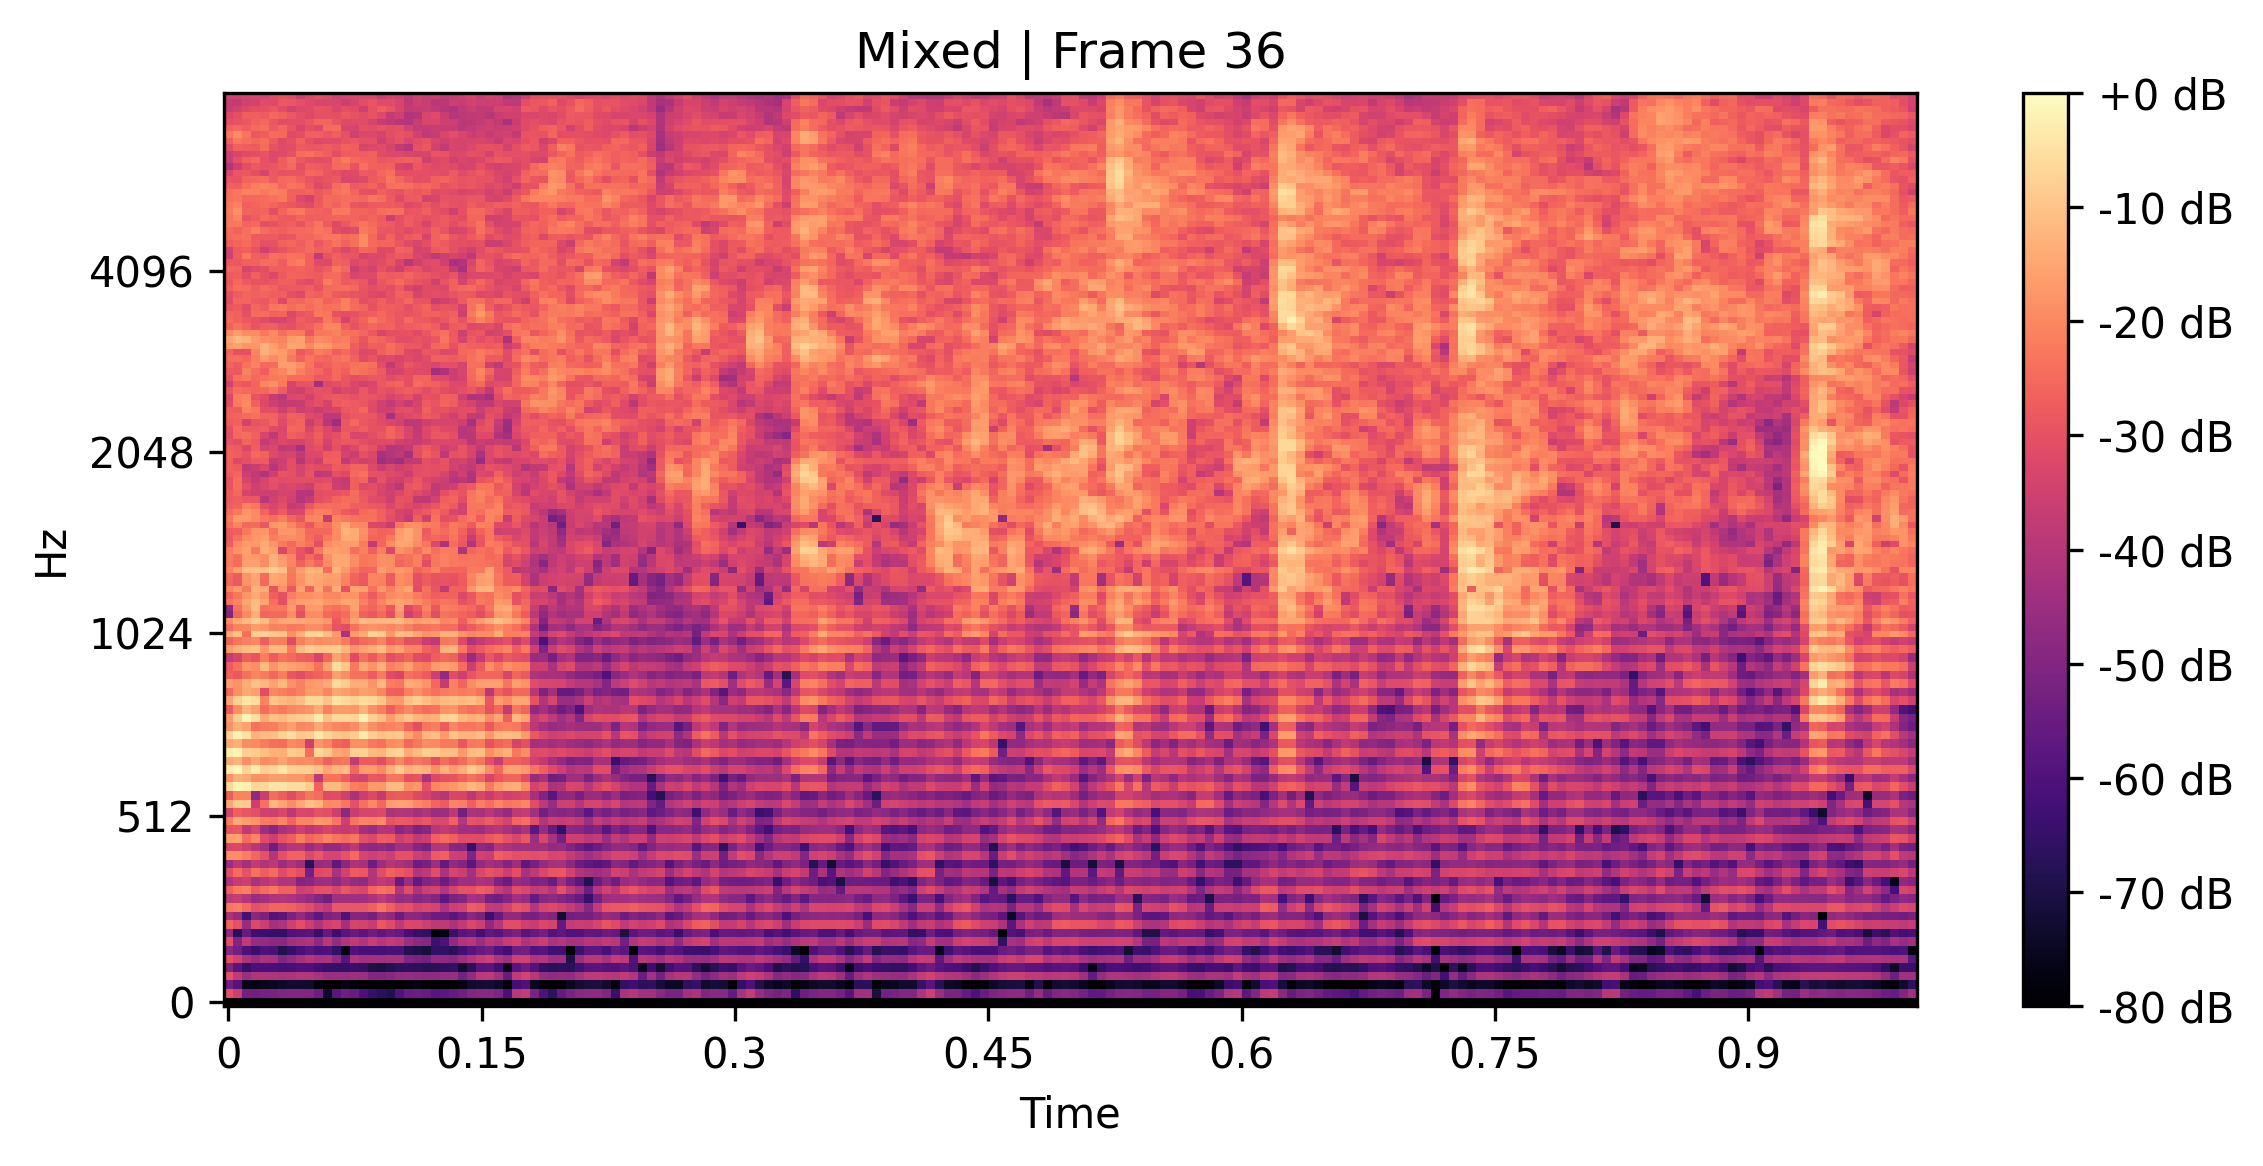 Mixed | Frame 36
+0 dB
-10 dB
-20 dB
-30 dB
-40 dB
-50 dB
-60 dB
-70 dB
-80 dB
Hz
4096
2048
1024
512
0
0 0.15 0.3 0.45 0.6 0.75 0.9
Time